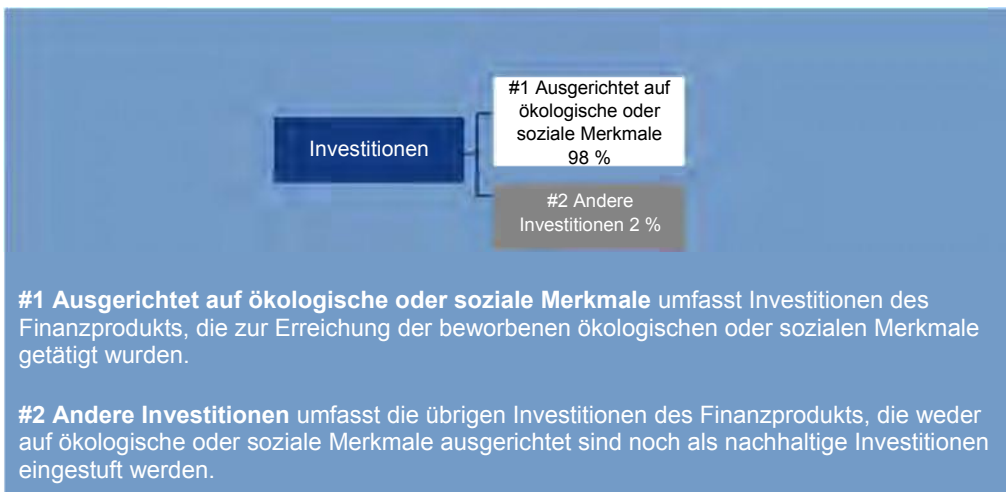 #1 Ausgerichtet auf
ökologische oder
soziale Merkmale
98 %
Investitionen
#2 Andere
Investitionen 2 %
#1 Ausgerichtet auf ökologische oder soziale Merkmale umfasst Investitionen des
Finanzprodukts, die zur Erreichung der beworbenen ökologischen oder sozialen Merkmale
getätigt wurden.
#2 Andere Investitionen umfasst die übrigen Investitionen des Finanzprodukts, die weder
auf ökologische oder soziale Merkmale ausgerichtet sind noch als nachhaltige Investitionen
eingestuft werden.